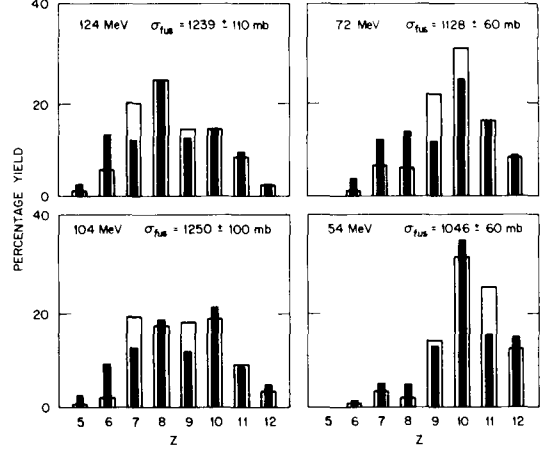 40
124 MeV σfus = 1239 ± 110 mb
20
0
72 MeV σfus = 1128 ± 60 mb
PERCENTAGE YIELD
40
104 MeV σfus = 1250 ± 100 mb
20
0
54 MeV σfus = 1046 ± 60 mb
5 6 7 8 9 10 11 12
Z
5 6 7 8 9 10 11 12
Z